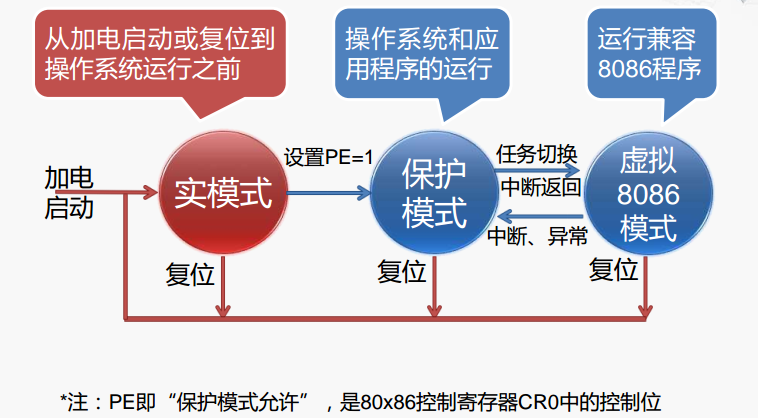 从加电启动或复位到
操作系统运行之前
操作系统和应
用程序的运行
运行兼容
8086程序
加电
启动
实模式
设置PE=1
保护
模式
任务切换
中断返回
中断、异常
虚拟
8086
模式
复位
复位
复位
*注：PE即“保护模式允许”，是80x86控制寄存器CR0中的控制位